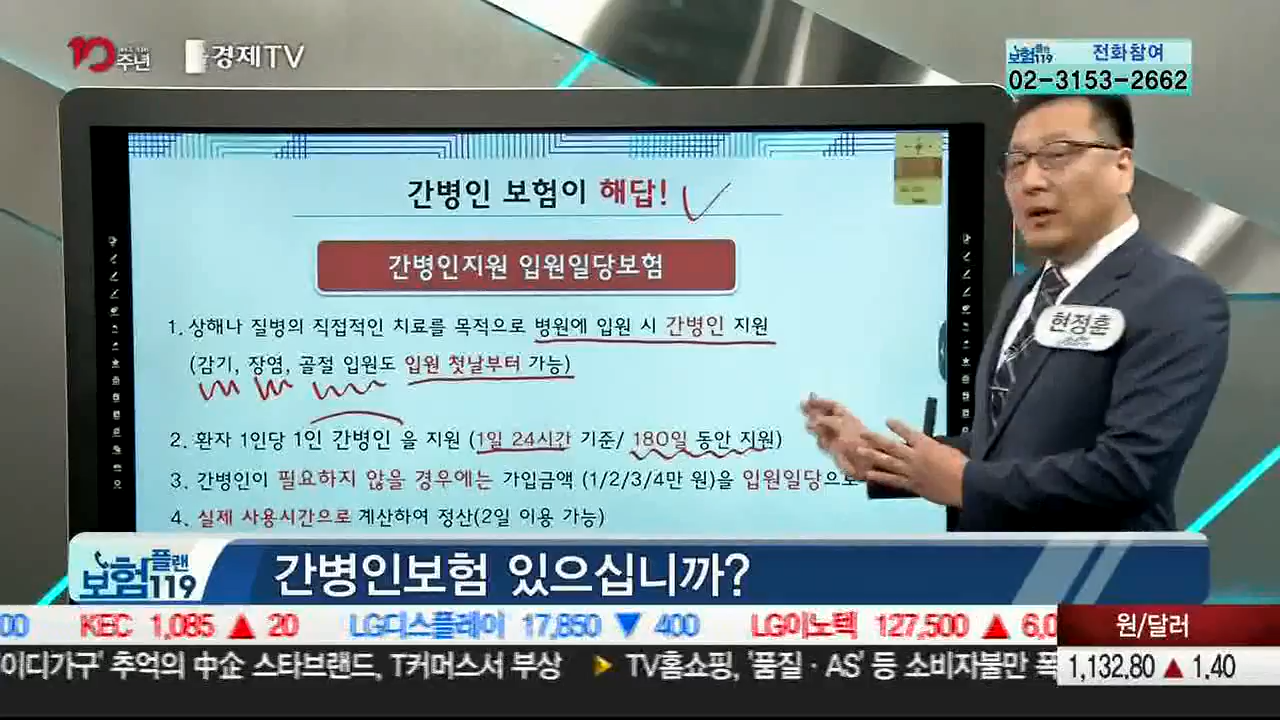 10주년
경제TV
보험플랜119 전화참여
02-3153-2662
간병인 보험이 해답!
간병인지원 입원일당보험
1. 상해나 질병의 직접적인 치료를 목적으로 병원에 입원 시 간병인 지원
(감기, 장염, 골절 입원도 입원 첫날부터 가능)
2. 환자 1인당 1인 간병인 을 지원 (1일 24시간 기준/ 180일 동안 지원)
3. 간병인이 필요하지 않을 경우에는 가입금액 (1/2/3/4만 원)을 입원일당으로
4. 실제 사용시간으로 계산하여 정산(2일 이용 가능)
현정훈
보험플랜119
간병인보험 있으십니까?
00 KEC 1,085 ▲ 20 LG디스플레이 17,850 ▼ 400 LG이노텍 127,500 ▲ 6,0
원/달러
이디가구' 추억의 中企 스타브랜드, T커머스서 부상 ▶ TV홈쇼핑, '품질·AS' 등 소비자불만 폭
1,132.80 ▲ 1.40